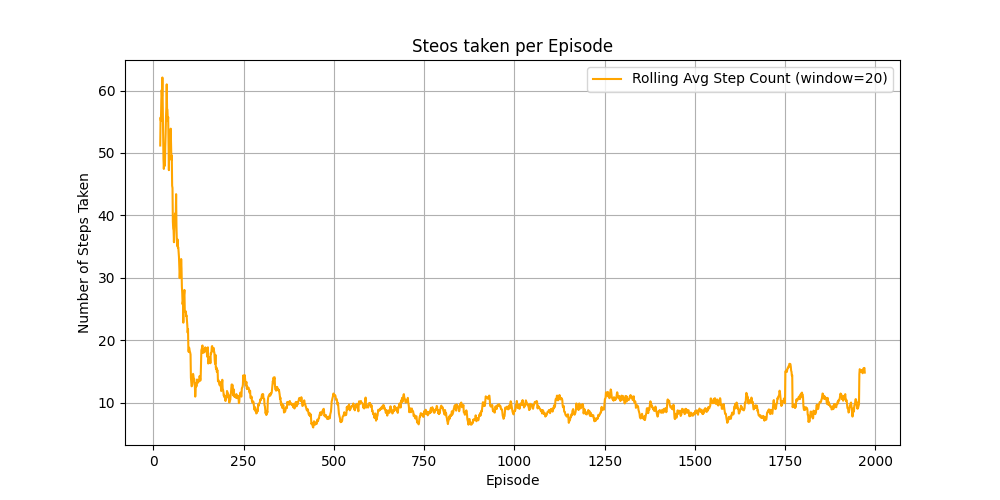 Steos taken per Episode
Rolling Avg Step Count (window=20)
Number of Steps Taken
60
50
40
30
20
10
0 250 500 750 1000 1250 1500 1750 2000
Episode